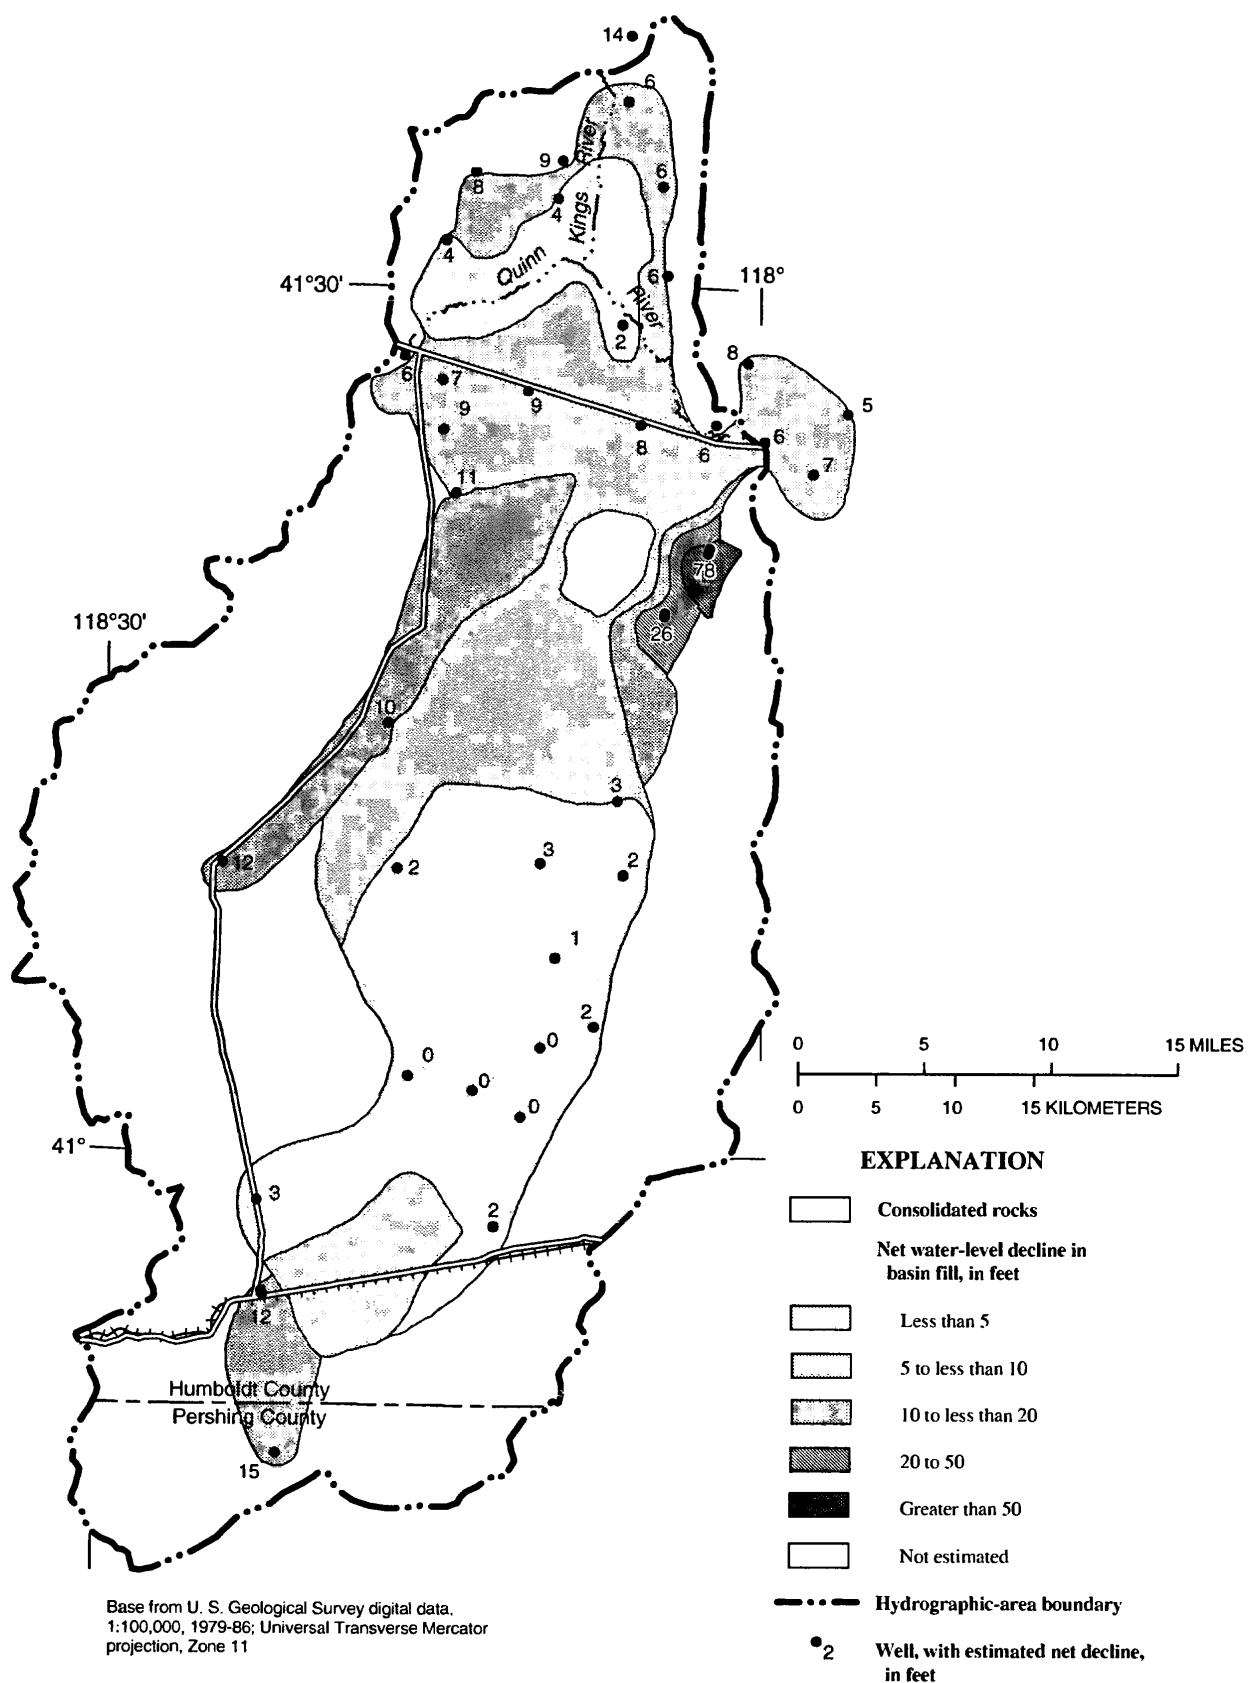 14
6
River
9
8
6
4
Kings
4
Quinn
41°30'
6
118°
River
2
8
6
7
5
9
9
8
6
6
7
11
78
118°30'
26
10
3
12
2
3
2
1
2
0
0
0
0
0 5 10 15 MILES
0 5 10 15 KILOMETERS
41°
3
2
12
Humboldt County
Pershing County
15
EXPLANATION
Consolidated rocks
Net water-level decline in
basin fill, in feet
Less than 5
5 to less than 10
10 to less than 20
20 to 50
Greater than 50
Not estimated
Hydrographic-area boundary
2 Well, with estimated net decline,
in feet
Base from U. S. Geological Survey digital data,
1:100,000, 1979-86; Universal Transverse Mercator
projection, Zone 11